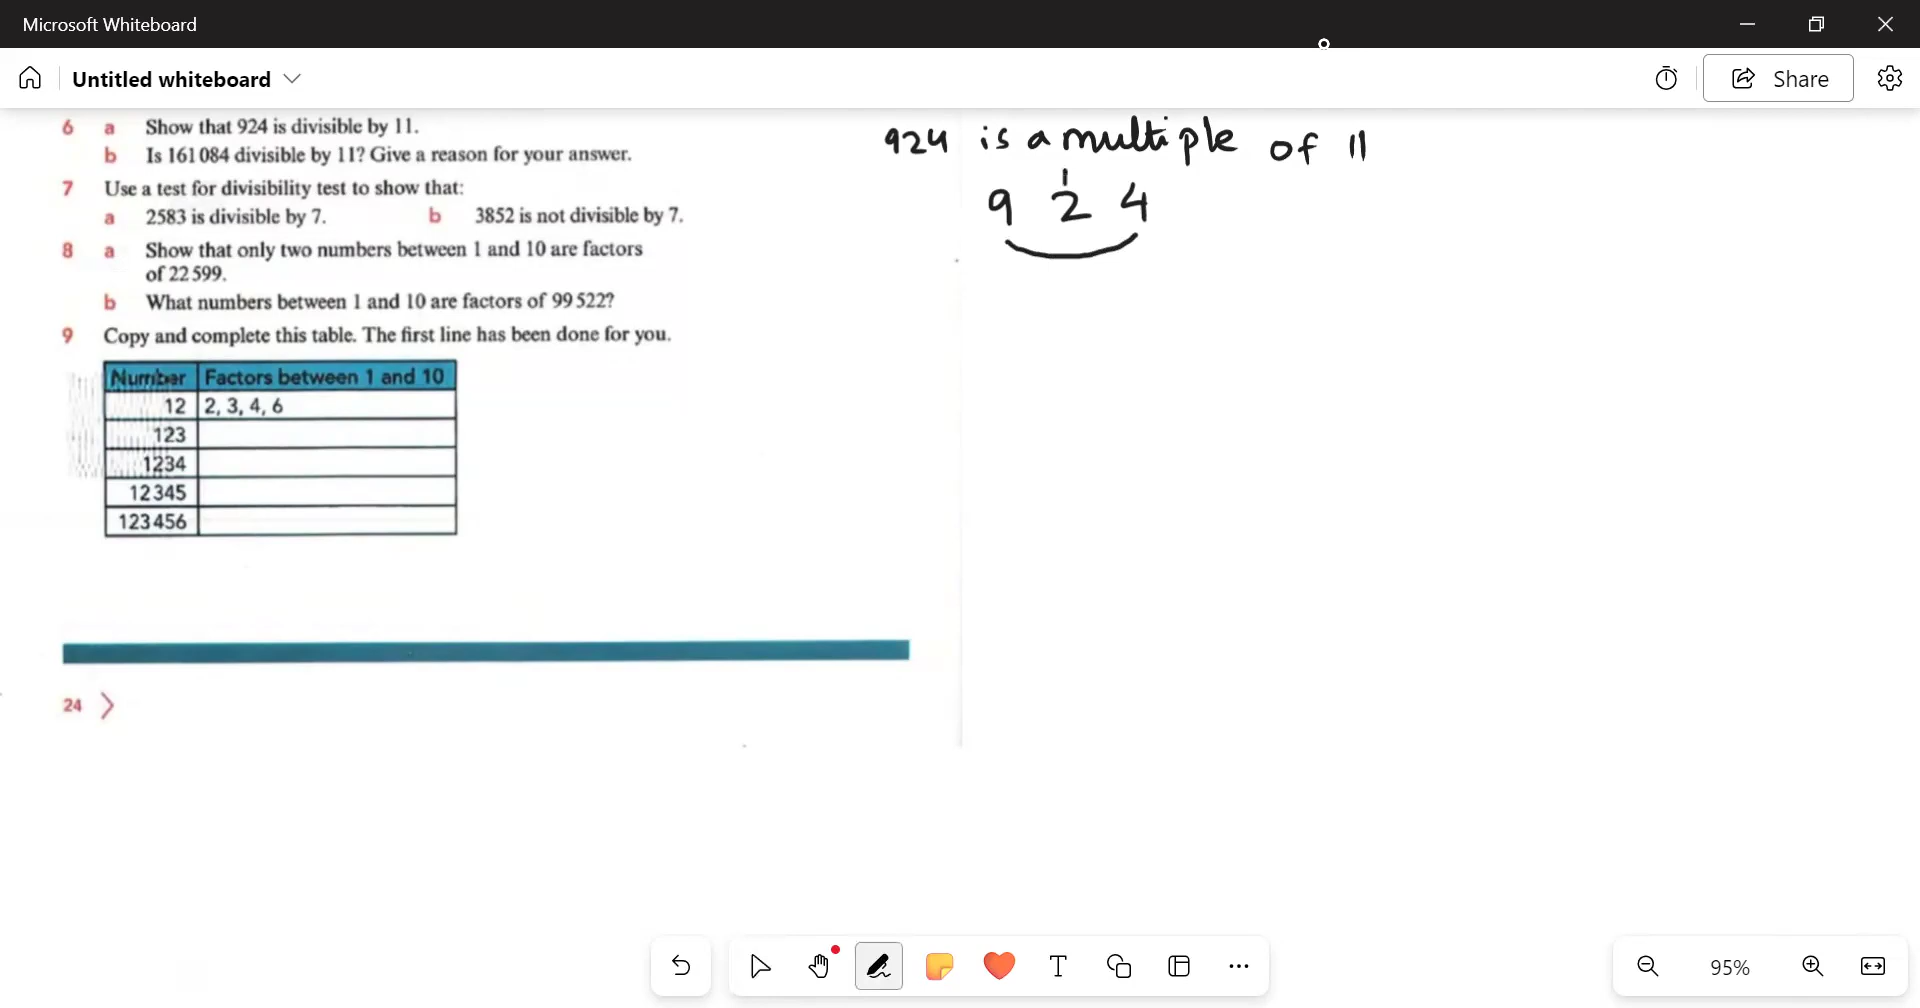 Microsoft Whiteboard
Untitled whiteboard
Share
6 a Show that 924 is divisible by 11.
b Is 161 084 divisible by 11? Give a reason for your answer.
7 Use a test for divisibility test to show that:
a 2583 is divisible by 7. b 3852 is not divisible by 7.
8 a Show that only two numbers between 1 and 10 are factors
of 22 599.
b What numbers between 1 and 10 are factors of 99 522?
9 Copy and complete this table. The first line has been done for you.
Number Factors between 1 and 10
12 2, 3, 4, 6
123
1234
12 345
123 456
24
924 is a multiple of 11
9 2 4
95%